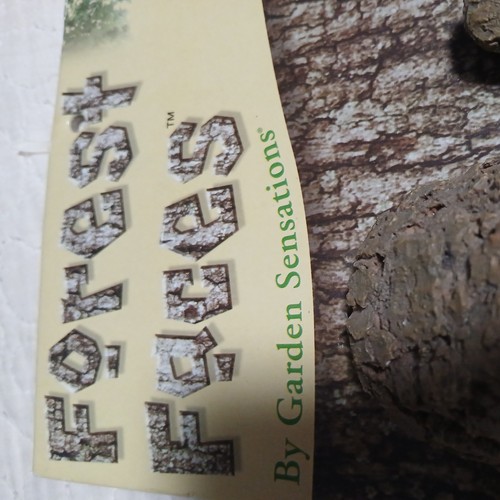 Forest
Faces™
By Garden Sensations®